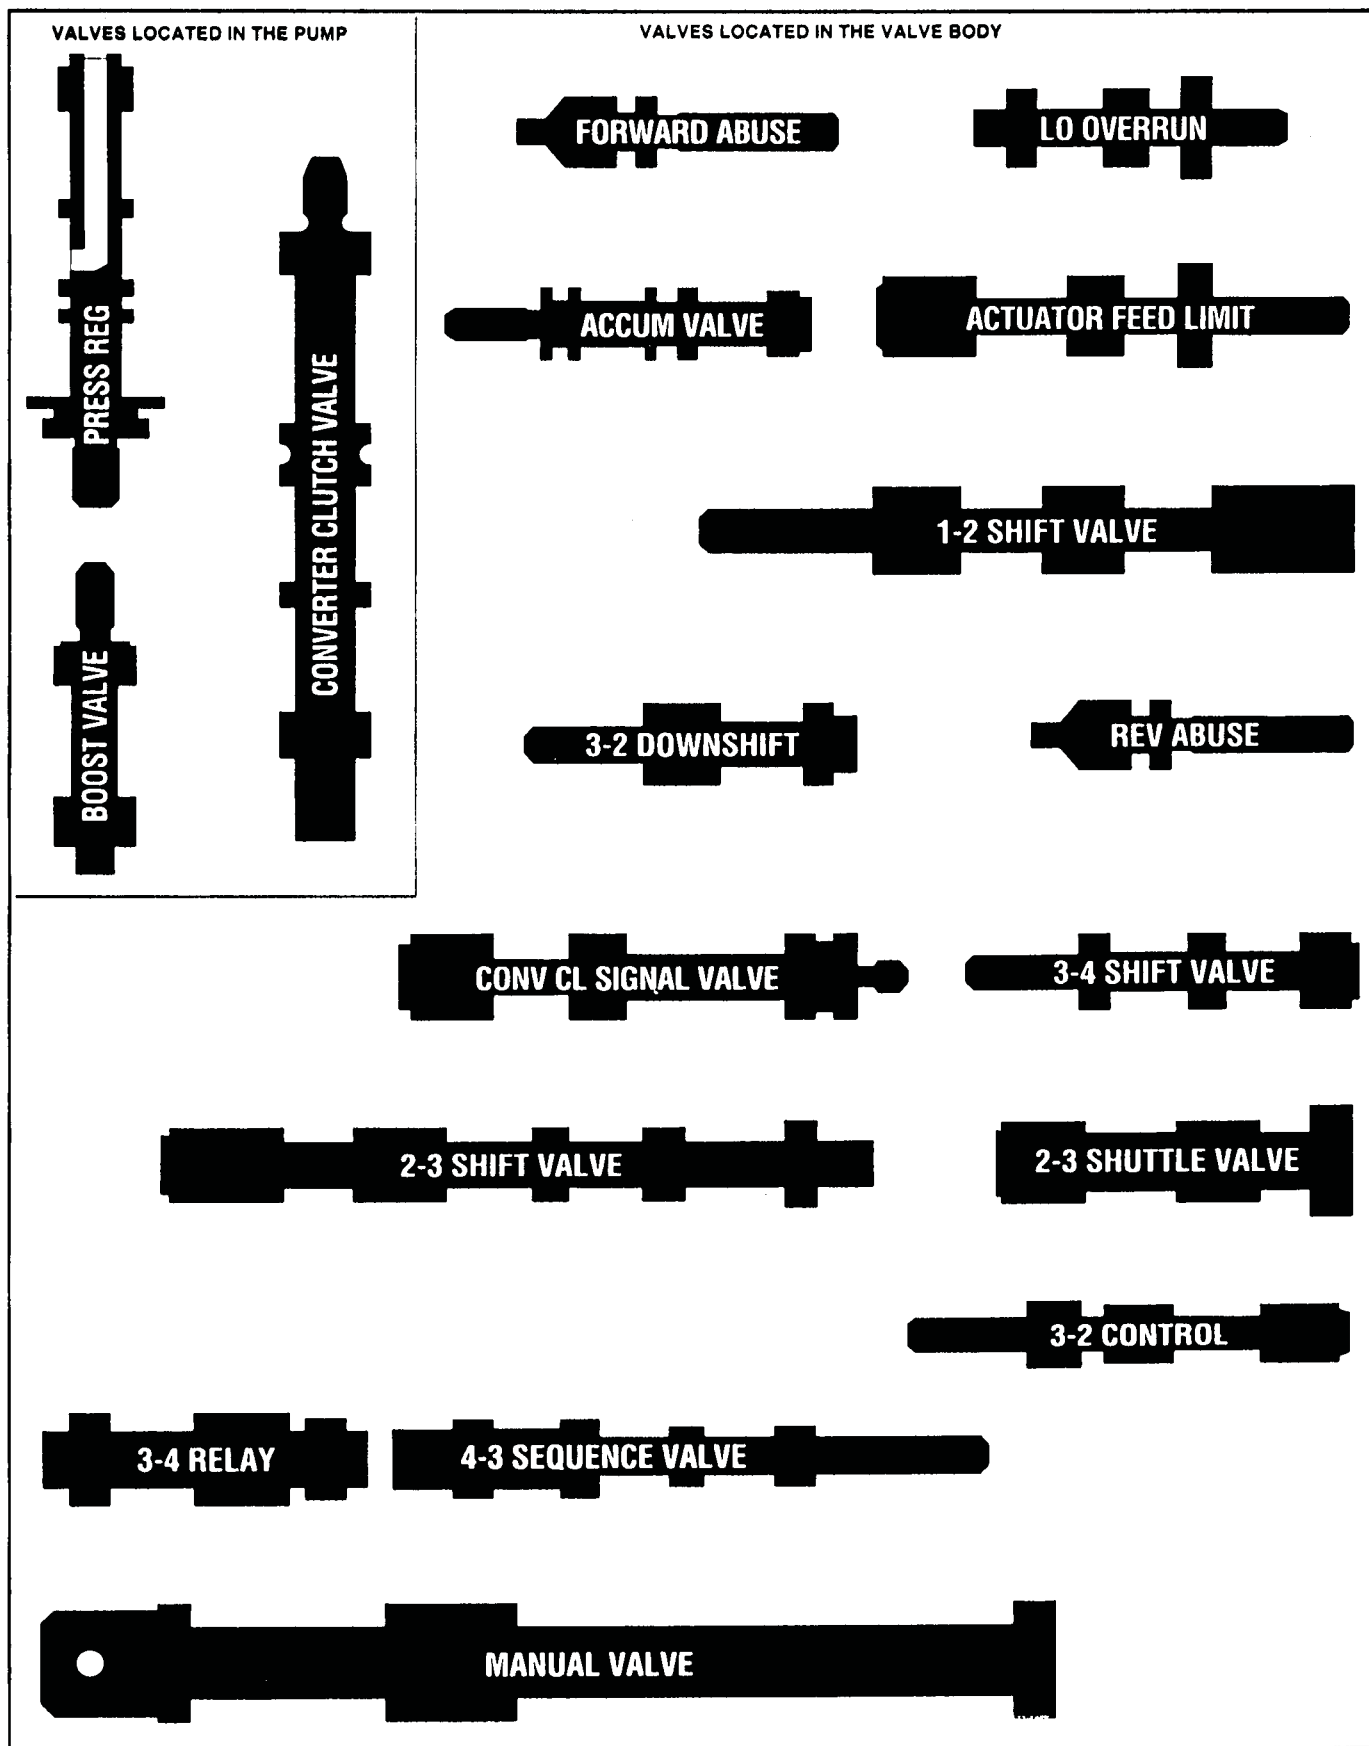 VALVES LOCATED IN THE PUMP
VALVES LOCATED IN THE VALVE BODY
PRESS REG
BOOST VALVE
CONVERTER CLUTCH VALVE
FORWARD ABUSE
LO OVERRUN
ACCUM VALVE
ACTUATOR FEED LIMIT
1-2 SHIFT VALVE
3-2 DOWNSHIFT
REV ABUSE
CONV CL SIGNAL VALVE
3-4 SHIFT VALVE
2-3 SHIFT VALVE
2-3 SHUTTLE VALVE
3-2 CONTROL
3-4 RELAY
4-3 SEQUENCE VALVE
MANUAL VALVE